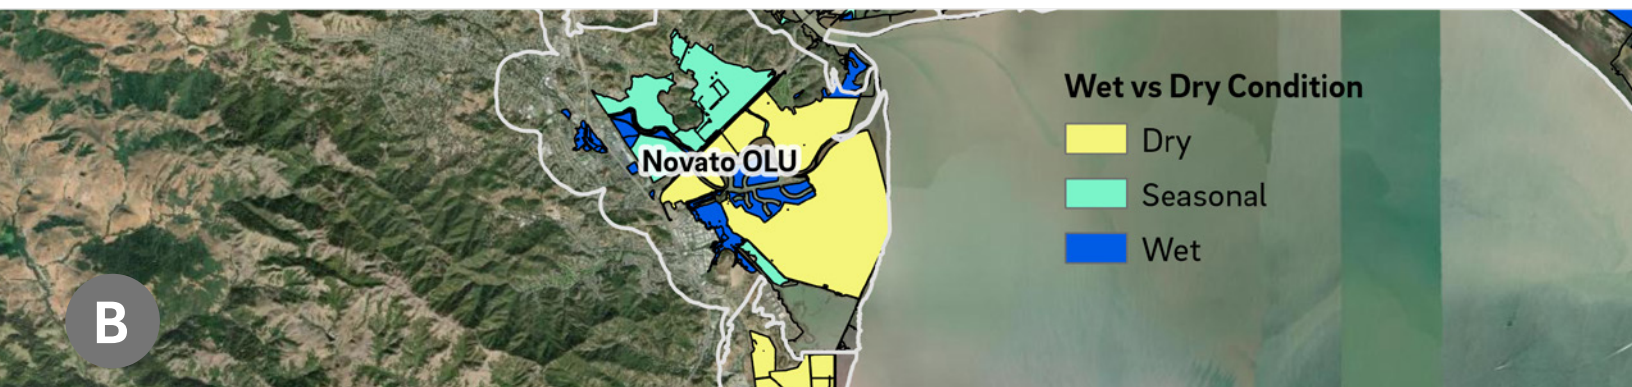 Novato OLU
Wet vs Dry Condition
Dry
Seasonal
Wet
B